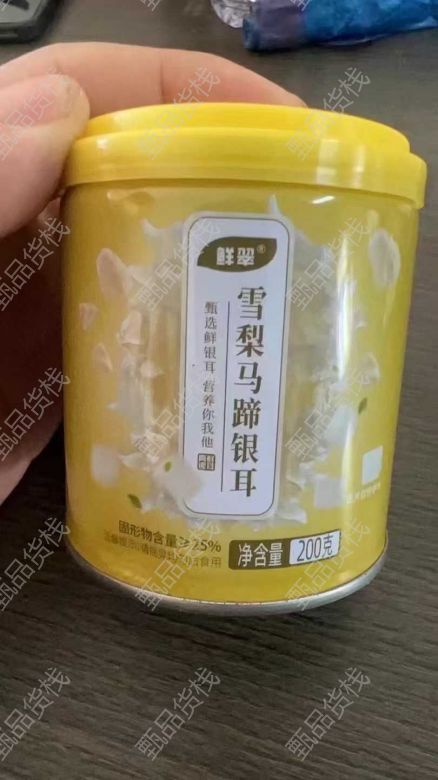 鲜翠®
雪梨马蹄银耳
甄选鲜银耳 营养你我他
固形物含量≥25%
净含量 200克
甄品货栈